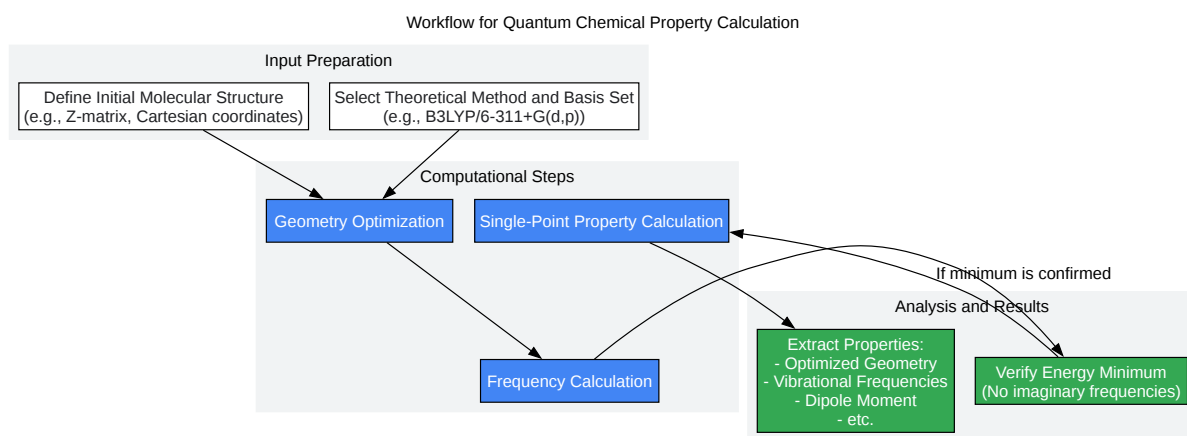 Workflow for Quantum Chemical Property Calculation
Input Preparation
Define Initial Molecular Structure
(e.g., Z-matrix, Cartesian coordinates)
Select Theoretical Method and Basis Set
(e.g., B3LYP/6-311+G(d,p))
Computational Steps
Geometry Optimization
Single-Point Property Calculation
If minimum is confirmed
Analysis and Results
Frequency Calculation
Extract Properties:
- Optimized Geometry
- Vibrational Frequencies
- Dipole Moment
- etc.
Verify Energy Minimum
(No imaginary frequencies)